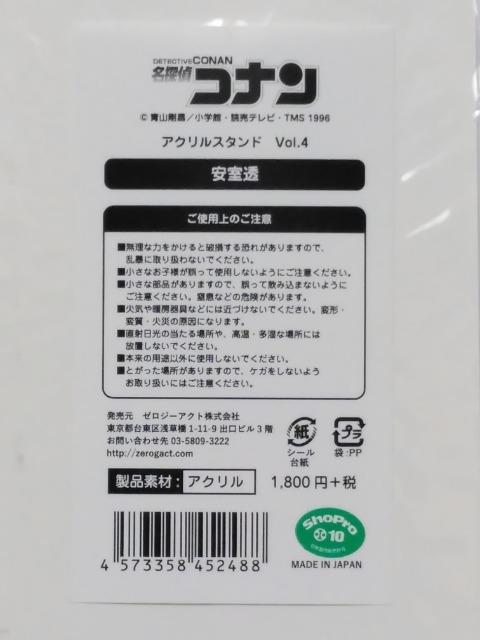 DETECTIVE CONAN
名探偵コナン
© 青山剛昌／小学館・読売テレビ・TMS 1996
アクリルスタンド Vol.4
安室透
ご使用上のご注意
■無理な力をかけると破損する恐れがありますので、
乱暴に取り扱わないでください。
■小さなお子様が誤って使用しないようにご注意ください。
■小さな部品がありますので、誤って飲み込まないように
ご注意ください。窒息などの危険があります。
■火気や暖房器具などには近づけないでください。変形・
変質・火災の原因になります。
■直射日光の当たる場所や、高温・多湿な場所には
放置しないでください。
■本来の用途以外に使用しないでください。
■とがった場所がありますので、ケガをしないよう
お取り扱いにはご注意ください。
発売元 ゼロジーアクト株式会社
東京都台東区浅草橋 1-11-9 出口ビル 3 階
お問い合わせ先 03-5809-3222
http://zerogact.com/
紙
シール
台紙
プラ
袋:PP
製品素材: アクリル
1,800 円+税
4 573358 452488
ShoPro
小 10
MADE IN JAPAN